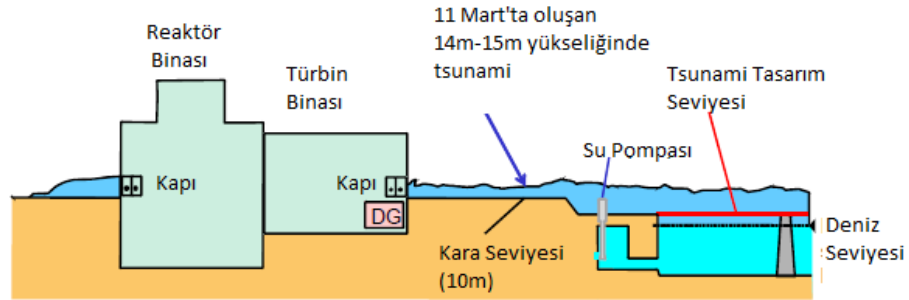 Reaktör
Binası
Türbin
Binası
11 Mart'ta oluşan
14m-15m yükseliğinde
tsunami
Tsunami Tasarım
Seviyesi
Su Pompası
Kapı
Kapı
DG
Kara Seviyesi
(10m)
Deniz
Seviyesi